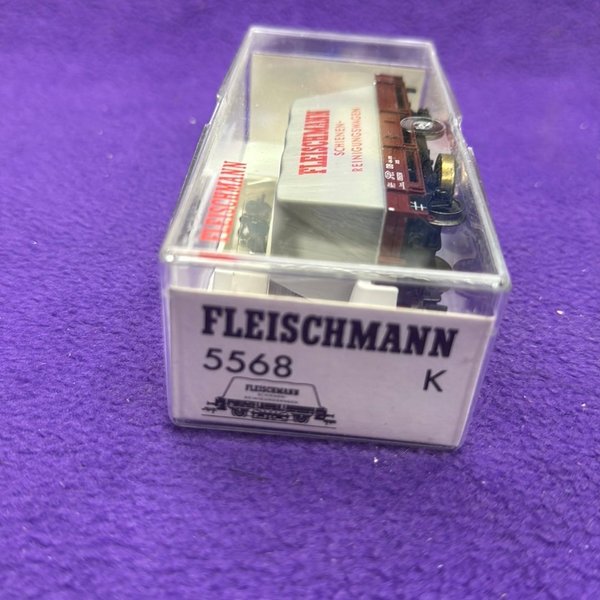 FLEISCHMANN
SCHIENEN-
REINIGUNGSWAGEN
FLEISCHMANN
FLEISCHMANN
5568
K
FLEISCHMANN